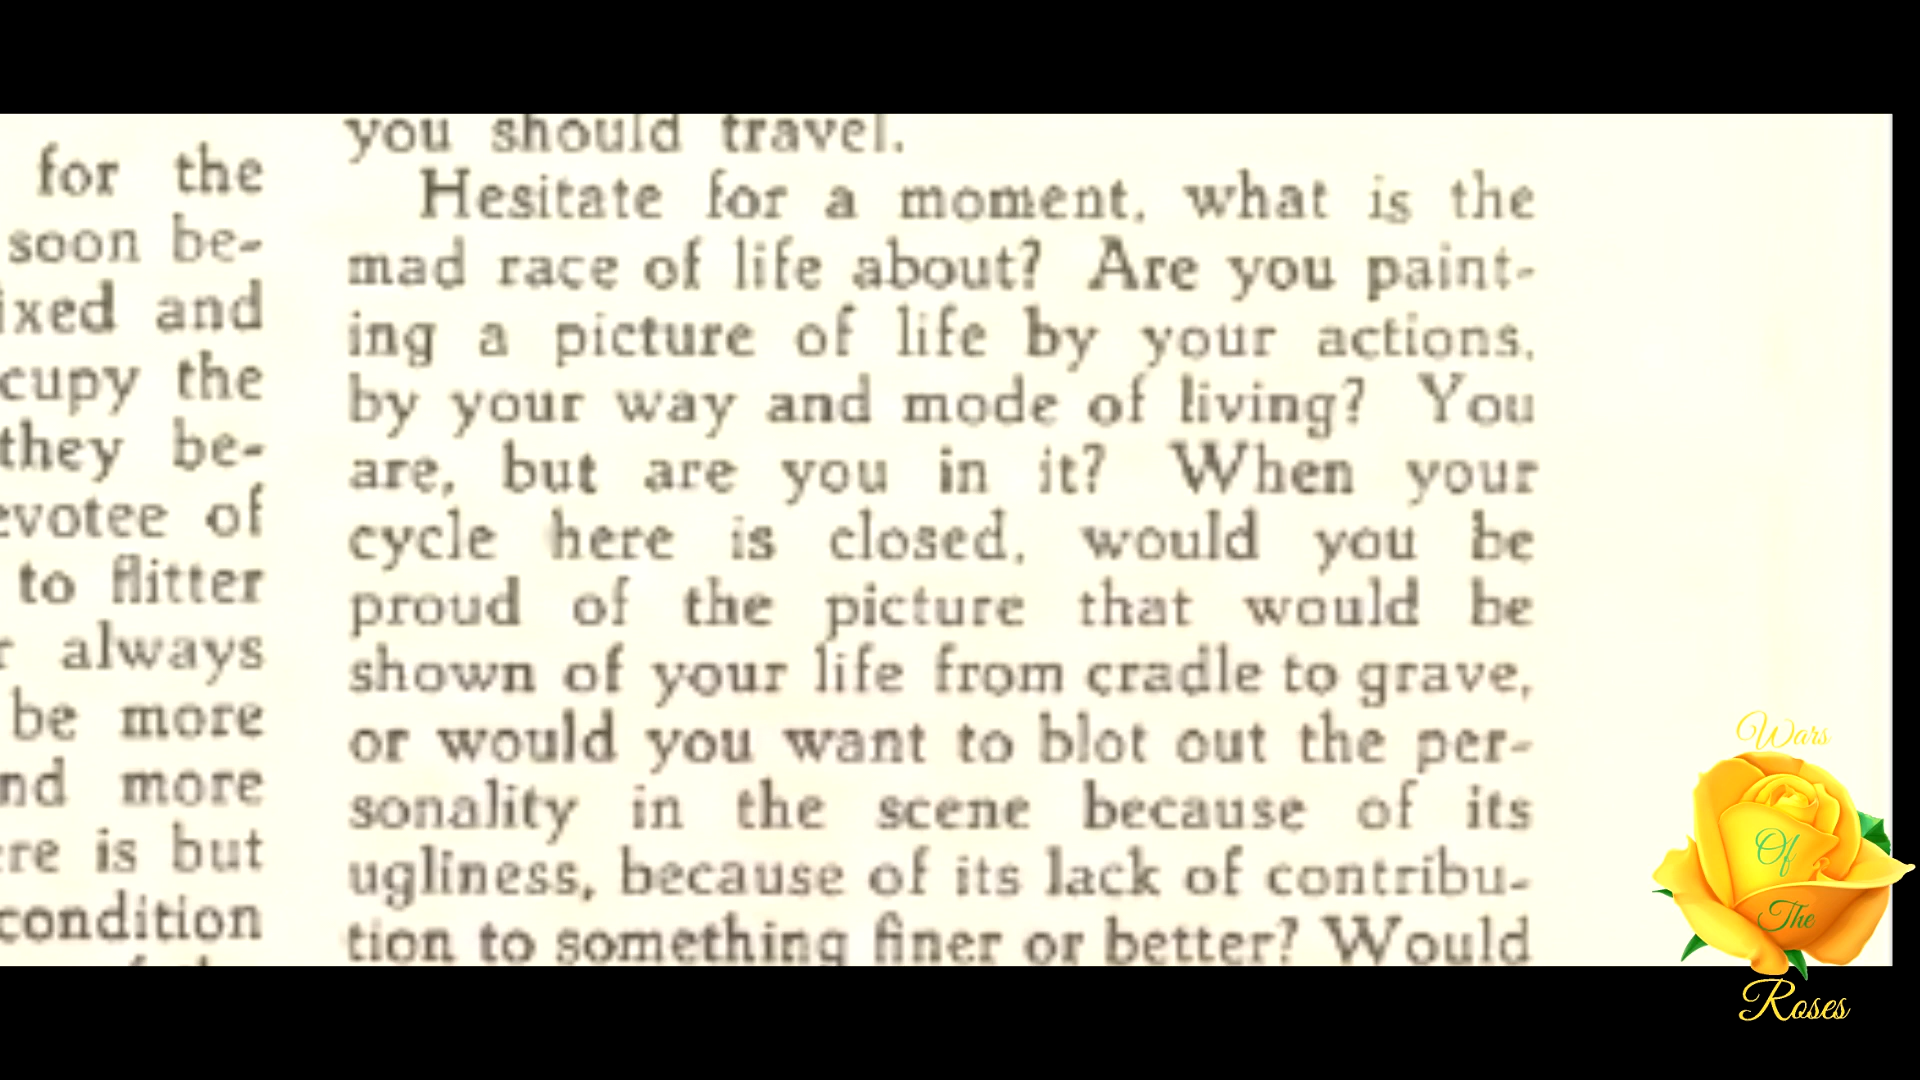 for the
soon be-
ixed and
cupy the
they be-
evotee of
to flitter
r always
be more
nd more
re is but
condition
you should travel.
Hesitate for a moment, what is the
mad race of life about? Are you paint-
ing a picture of life by your actions,
by your way and mode of living? You
are, but are you in it? When your
cycle here is closed, would you be
proud of the picture that would be
shown of your life from cradle to grave,
or would you want to blot out the per-
sonality in the scene because of its
ugliness, because of its lack of contribu-
tion to something finer or better? Would
Wars
Of
The
Roses